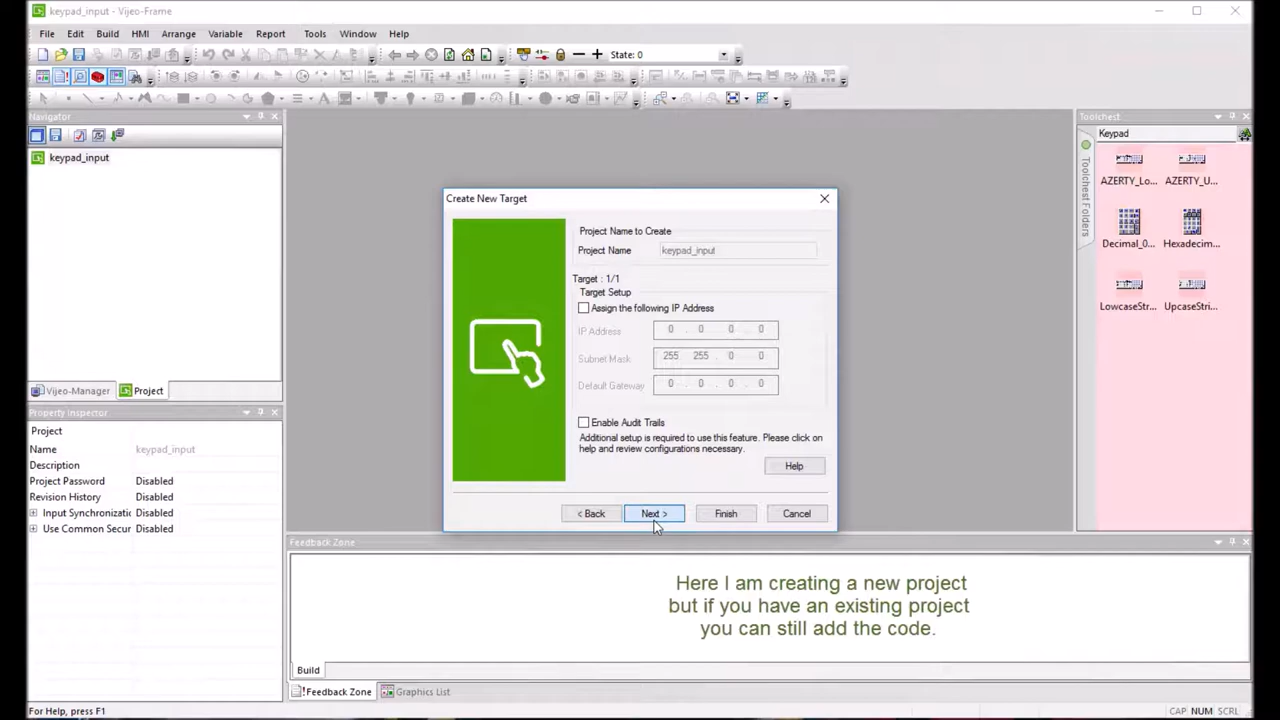 keypad_input - Vijeo-Frame
File Edit Build HMI Arrange Variable Report Tools Window Help
State: 0
Navigator
keypad_input
Vijeo-Manager Project
Property Inspector
Project
Name keypad_input
Description
Project Password Disabled
Revision History Disabled
Input Synchronizatic Disabled
Use Common Secur Disabled
Create New Target
Project Name to Create
Project Name keypad_input
Target : 1/1
Target Setup
Assign the following IP Address
IP Address 0 . 0 . 0 . 0
Subnet Mask 255 . 255 . 0 . 0
Default Gateway 0 . 0 . 0 . 0
Enable Audit Trails
Additional setup is required to use this feature. Please click on
help and review configurations necessary.
Help
< Back Next > Finish Cancel
Toolchest
Keypad
Toolchest Folders
AZERTY_Lo... AZERTY_U...
Decimal_0... Hexadecim...
LowcaseStr... UpcaseStri...
Feedback Zone
Here I am creating a new project
but if you have an existing project
you can still add the code.
Build
Feedback Zone Graphics List
For Help, press F1
CAP NUM SCRL